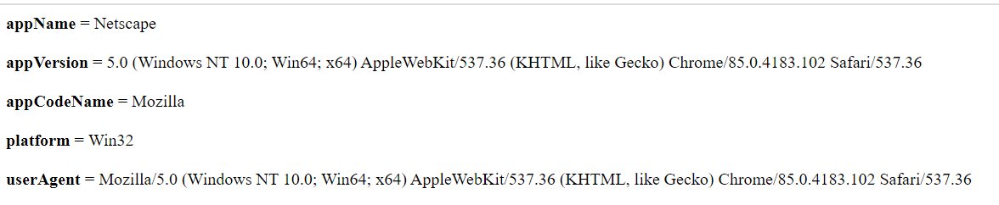 appName = Netscape
appVersion = 5.0 (Windows NT 10.0; Win64; x64) AppleWebKit/537.36 (KHTML, like Gecko) Chrome/85.0.4183.102 Safari/537.36
appCodeName = Mozilla
platform = Win32
userAgent = Mozilla/5.0 (Windows NT 10.0; Win64; x64) AppleWebKit/537.36 (KHTML, like Gecko) Chrome/85.0.4183.102 Safari/537.36